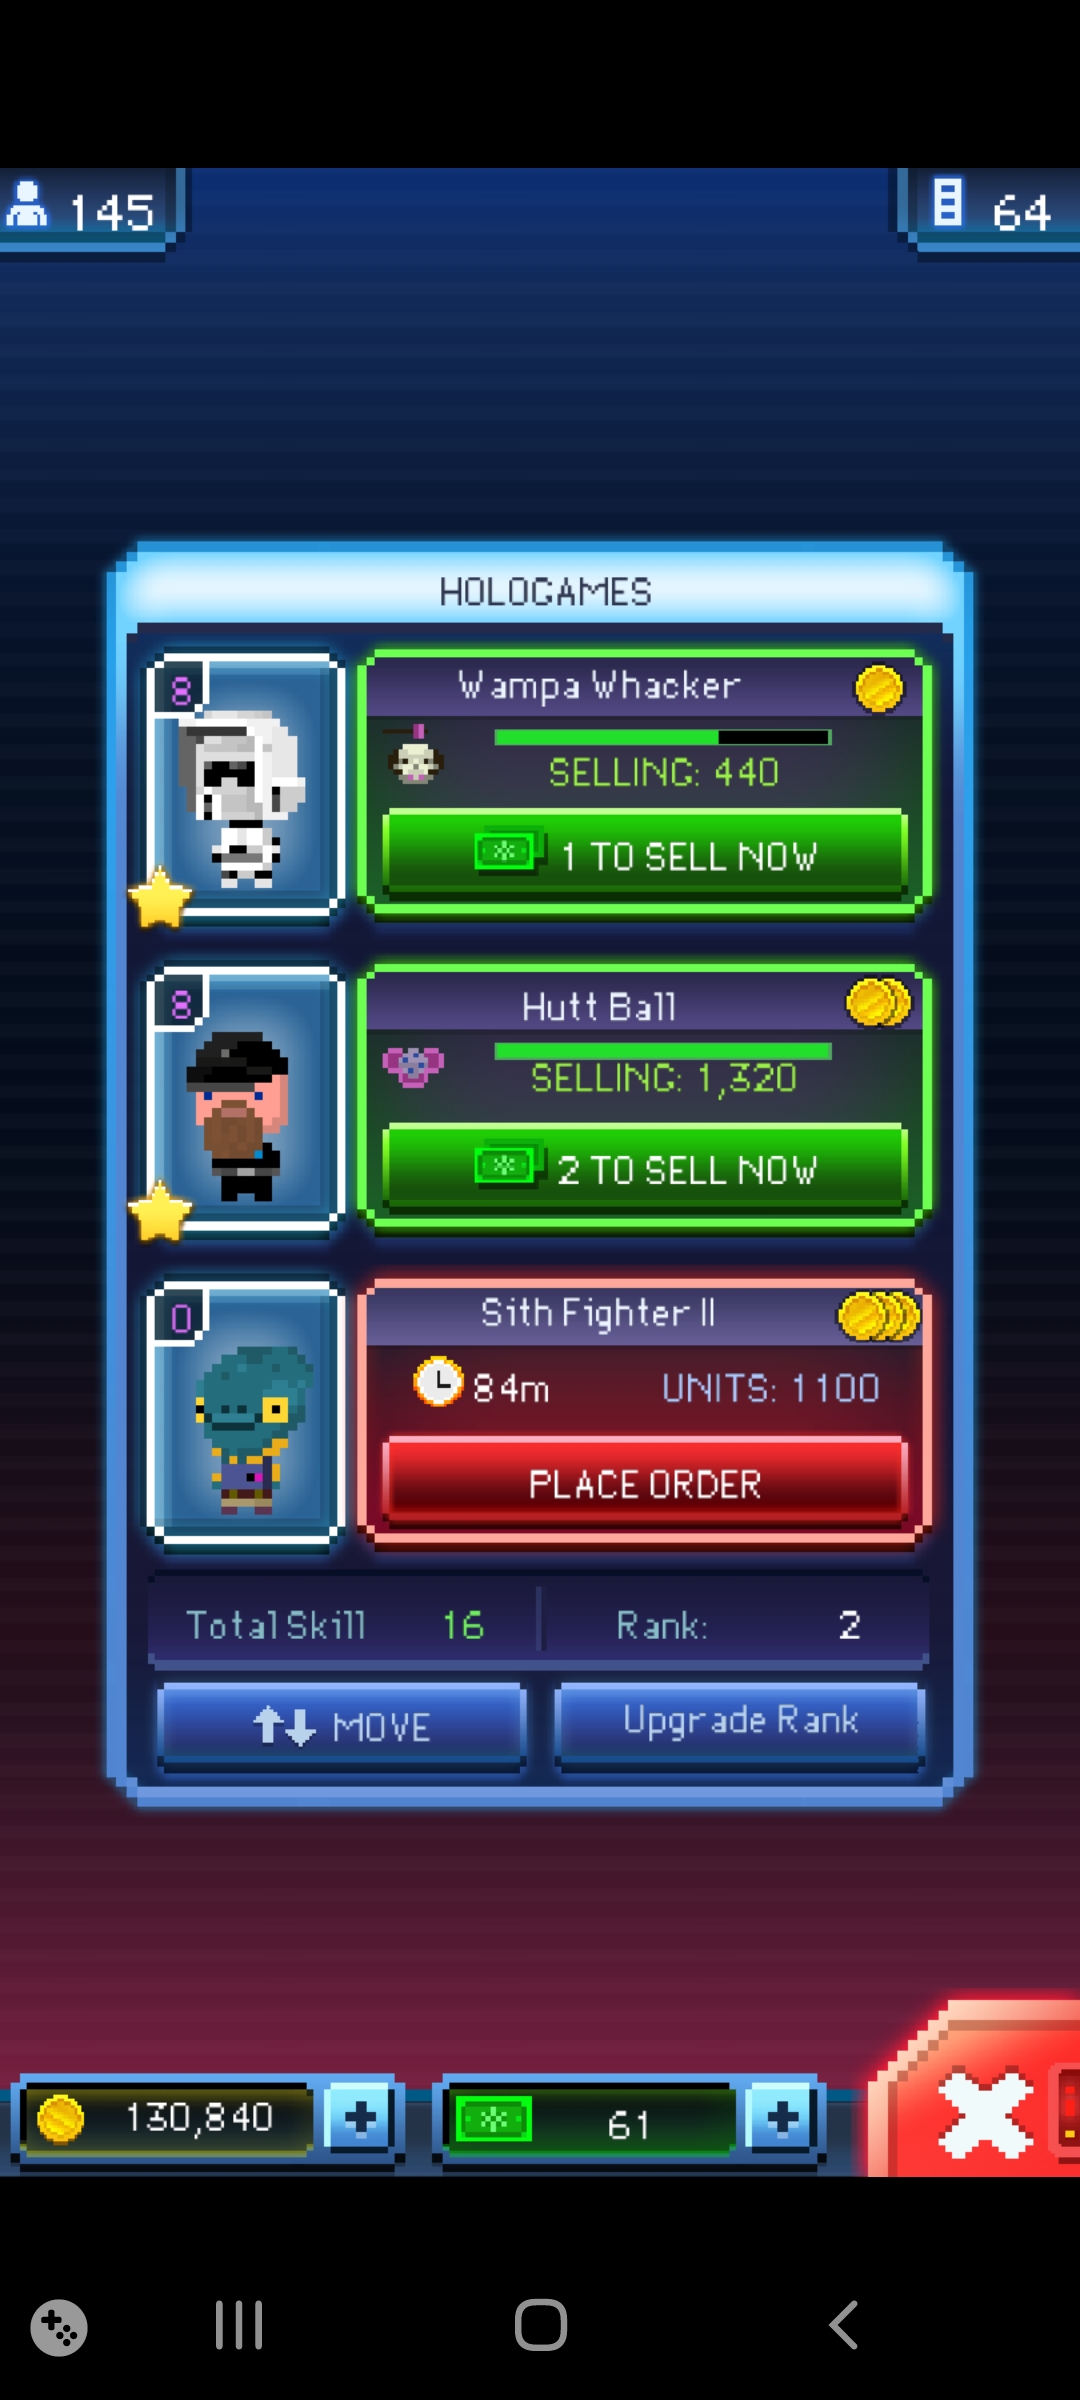 145
64
HOLOGAMES
8
Wampa Whacker
SELLING: 440
1 TO SELL NOW
8
Hutt Ball
SELLING: 1,320
2 TO SELL NOW
0
Sith Fighter II
84m
UNITS: 1100
PLACE ORDER
Total Skill 16
Rank: 2
MOVE
Upgrade Rank
130,840
61